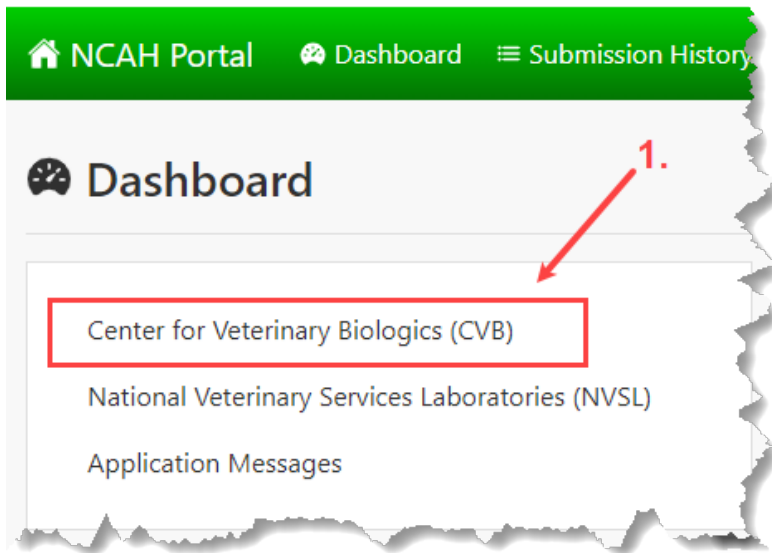 NCAH Portal Dashboard Submission History
Dashboard
1.
Center for Veterinary Biologics (CVB)
National Veterinary Services Laboratories (NVSL)
Application Messages